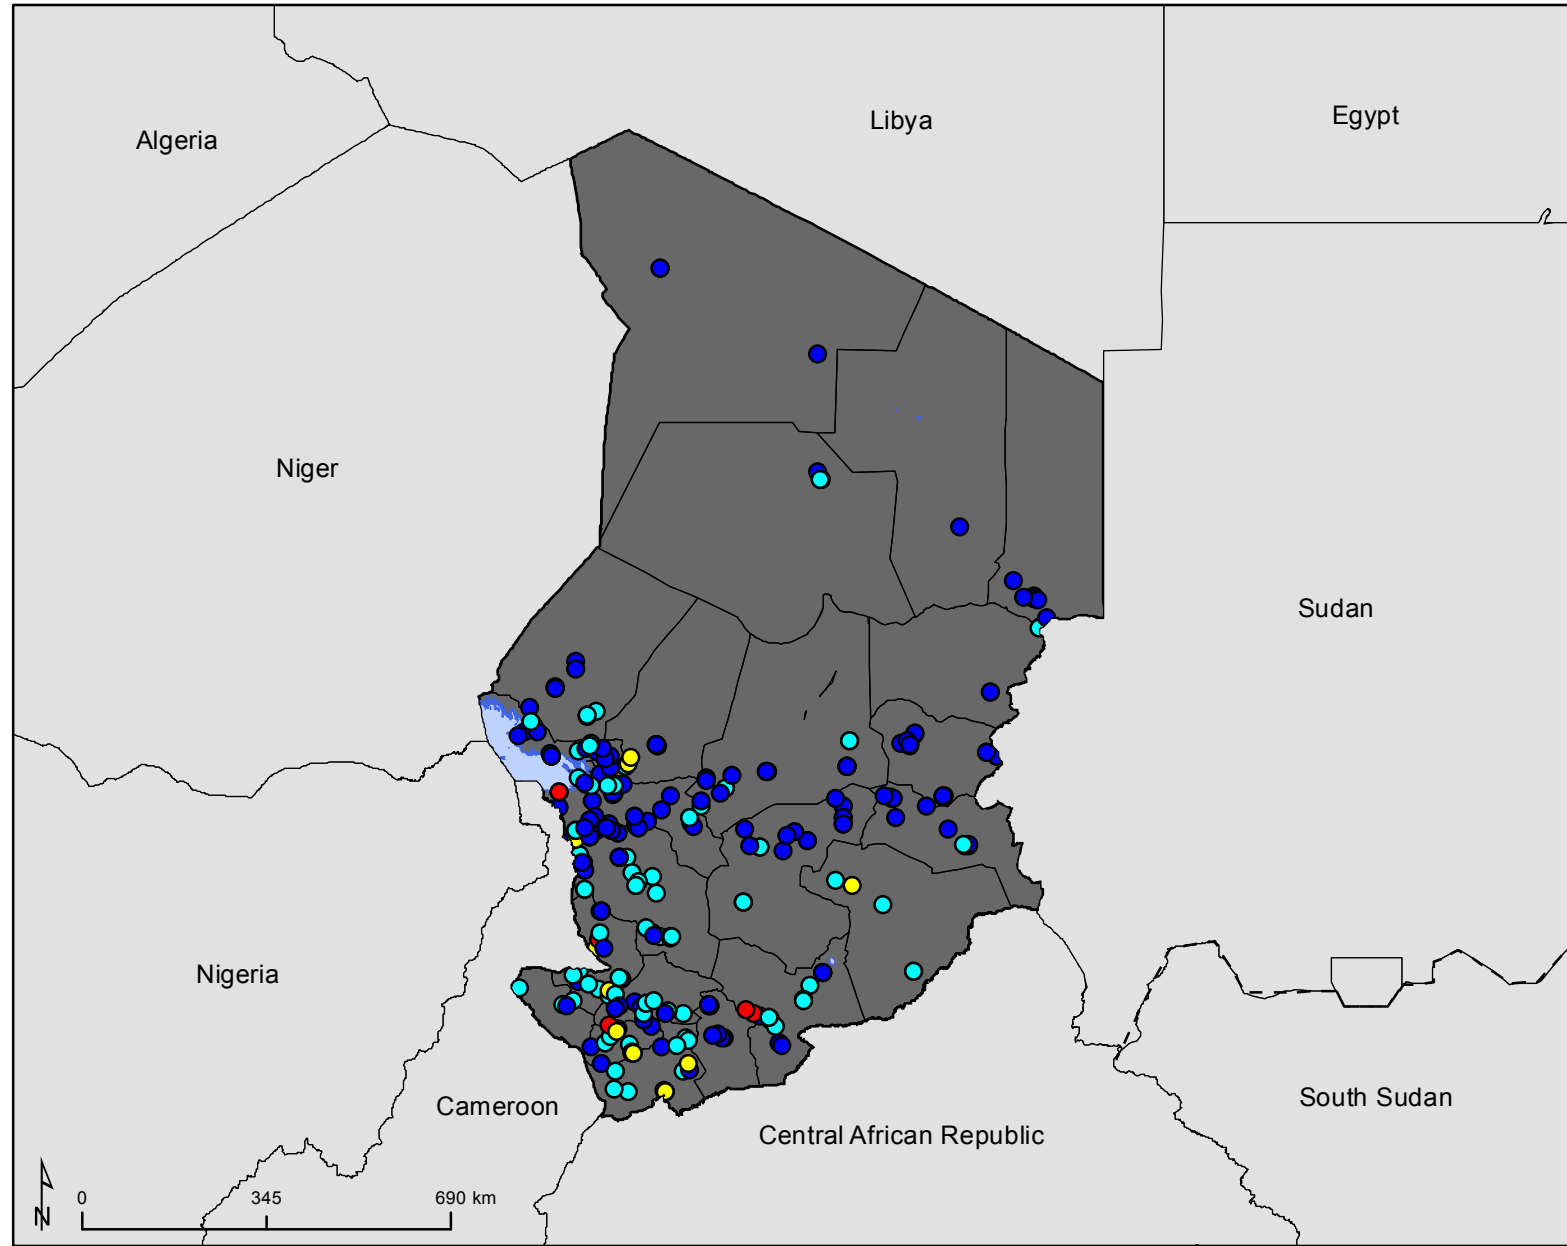 Egypt
Libya
Algeria
Niger
Sudan
Nigeria
South Sudan
Cameroon
Central African Republic
N
0 345 690 km